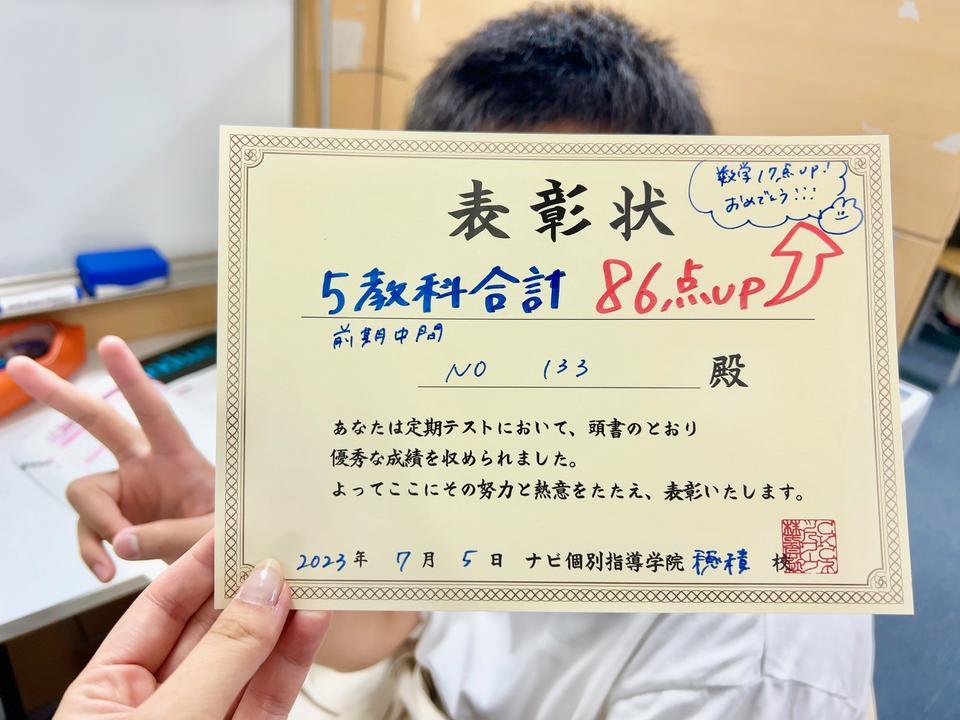 表彰状
数学17点UP!
おめでとう!!!
5教科合計 86点UP
前期中間
NO 133 殿
あなたは定期テストにおいて、頭書のとおり
優秀な成績を収められました。
よってここにその努力と熱意をたたえ、表彰いたします。
2023年 7月 5日 ナビ個別指導学院 穂積 校